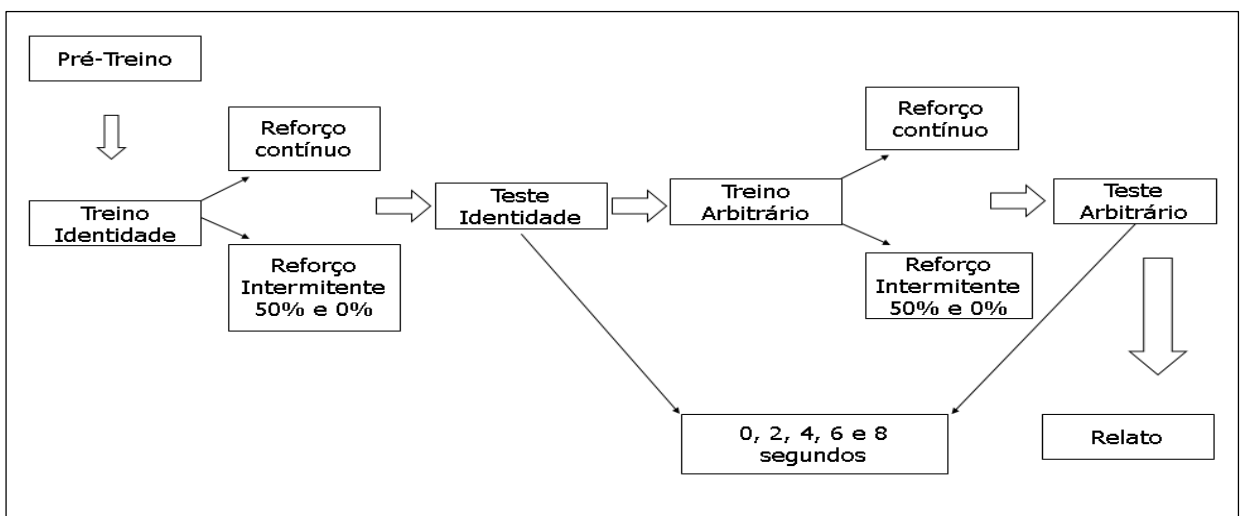 Pré-Treino
Treino
Identidade
Reforço
contínuo
Reforço
Intermitente
50% e 0%
Teste
Identidade
Treino
Arbitrário
Reforço
contínuo
Reforço
Intermitente
50% e 0%
Teste
Arbitrário
0, 2, 4, 6 e 8
segundos
Relato